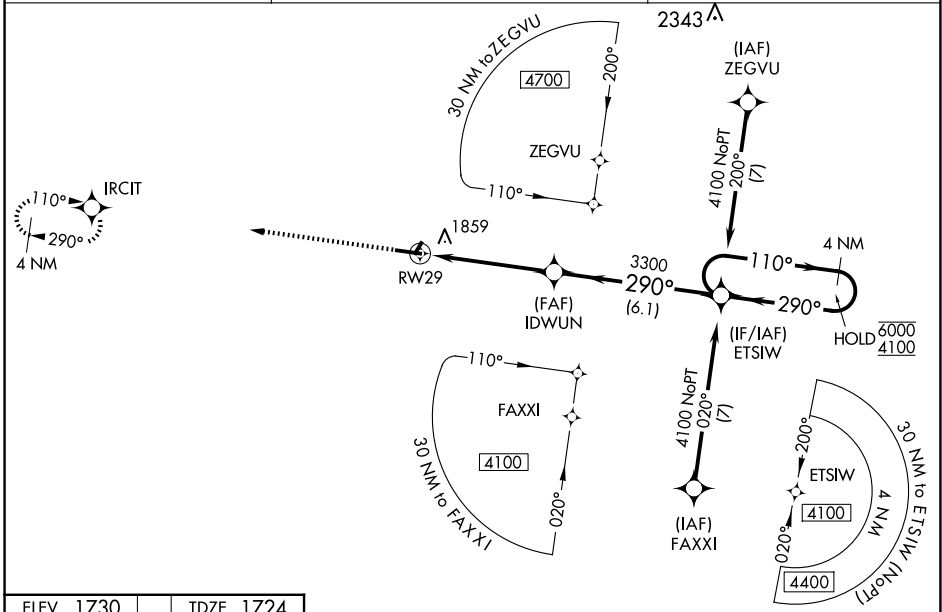 2343
(IAF)
ZEGVU
30 NM to ZEGVU
4700
200°
ZEGVU
110°
4100 NoPT
200°
(7)
IRCIT
110°
290°
4 NM
1859
RW29
(FAF)
IDWUN
3300
290°
(6.1)
110°
4 NM
290°
(IF/IAF)
ETSIW
HOLD 6000
4100
110°
FAXXI
4100
020°
30 NM to FAXXI
4100 NoPT
020°
(7)
(IAF)
FAXXI
200°
ETSIW
4100
020°
4 NM
30 NM to ETSIW (NoPT)
4400
ELEV 1730
TDZE 1724